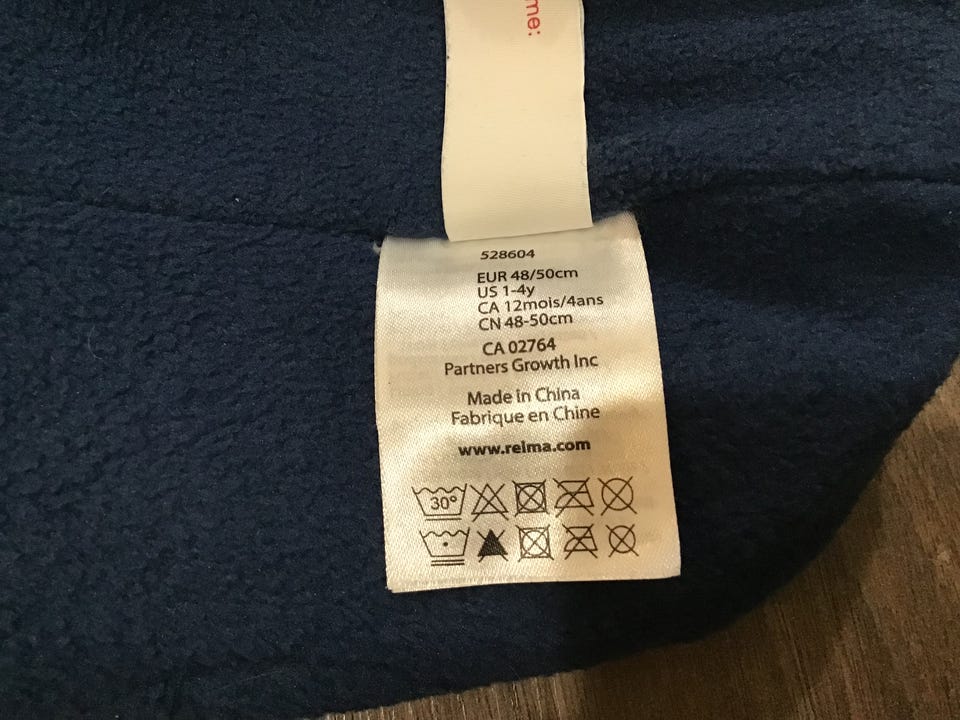 me:
528604
EUR 48/50cm
US 1-4y
CA 12mois/4ans
CN 48-50cm
CA 02764
Partners Growth Inc
Made in China
Fabrique en Chine
www.reima.com
30°